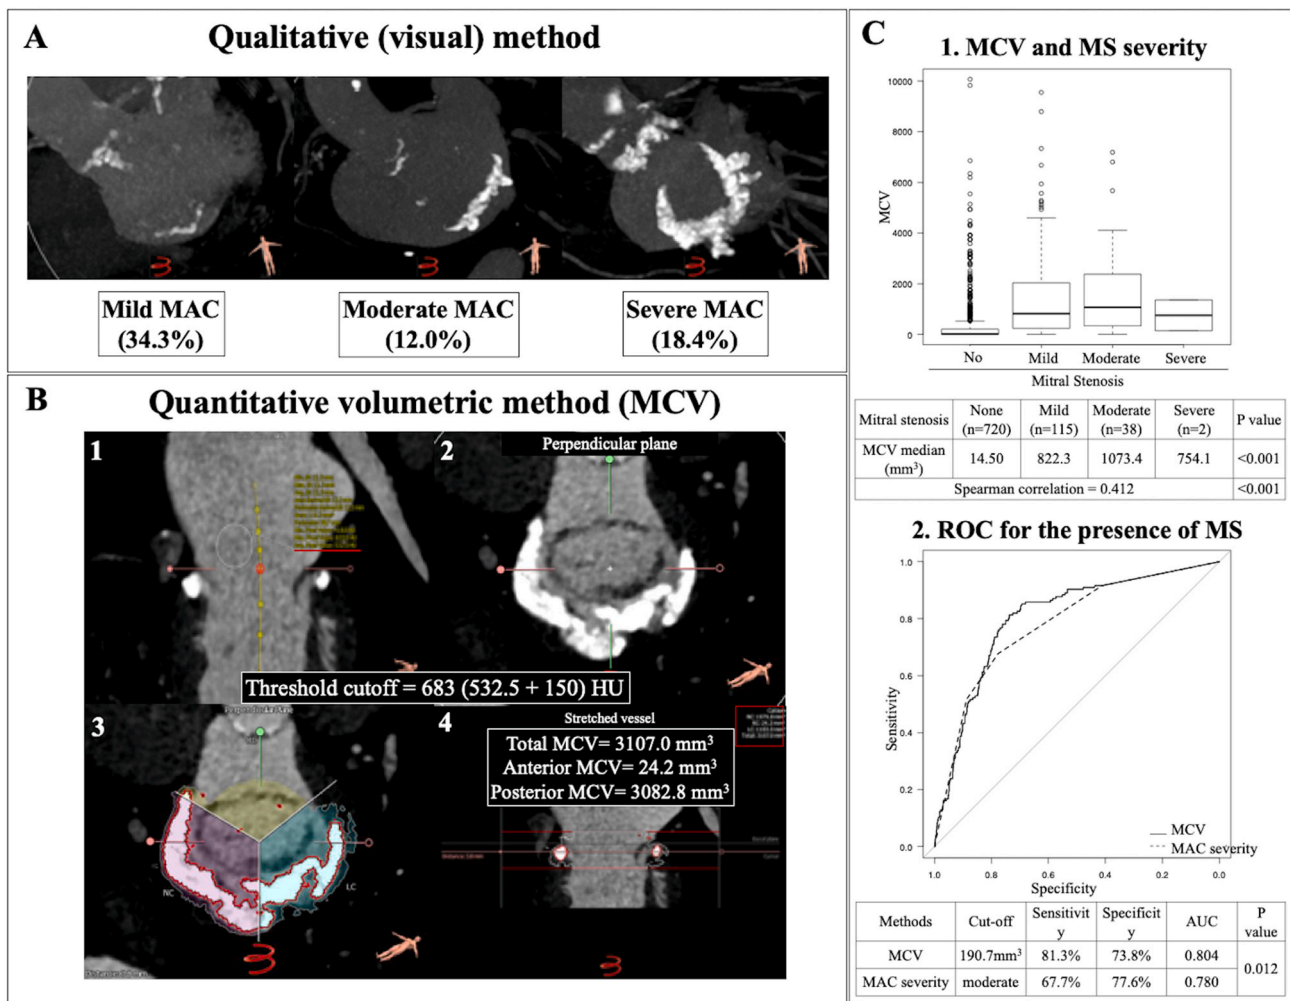 A
Qualitative (visual) method
Mild MAC
(34.3%)
Moderate MAC
(12.0%)
Severe MAC
(18.4%)
B
Quantitative volumetric method (MCV)
1
2
Perpendicular plane
Threshold cutoff = 683 (532.5 + 150) HU
3
NC
LC
4
Stretched vessel
Total MCV= 3107.0 mm³
Anterior MCV= 24.2 mm³
Posterior MCV= 3082.8 mm³
C
1. MCV and MS severity
MCV
10000
8000
6000
4000
2000
0
No Mild Moderate Severe
Mitral Stenosis
Mitral stenosis None (n=720) Mild (n=115) Moderate (n=38) Severe (n=2) P value
MCV median (mm³) 14.50 822.3 1073.4 754.1 <0.001
Spearman correlation = 0.412 <0.001
2. ROC for the presence of MS
Sensitivity
1.0
0.8
0.6
0.4
0.2
0.0
MCV
MAC severity
1.0 0.8 0.6 0.4 0.2 0.0
Specificity
Methods Cut-off Sensitivit y Specificit y AUC P value
MCV 190.7mm³ 81.3% 73.8% 0.804 0.012
MAC severity moderate 67.7% 77.6% 0.780